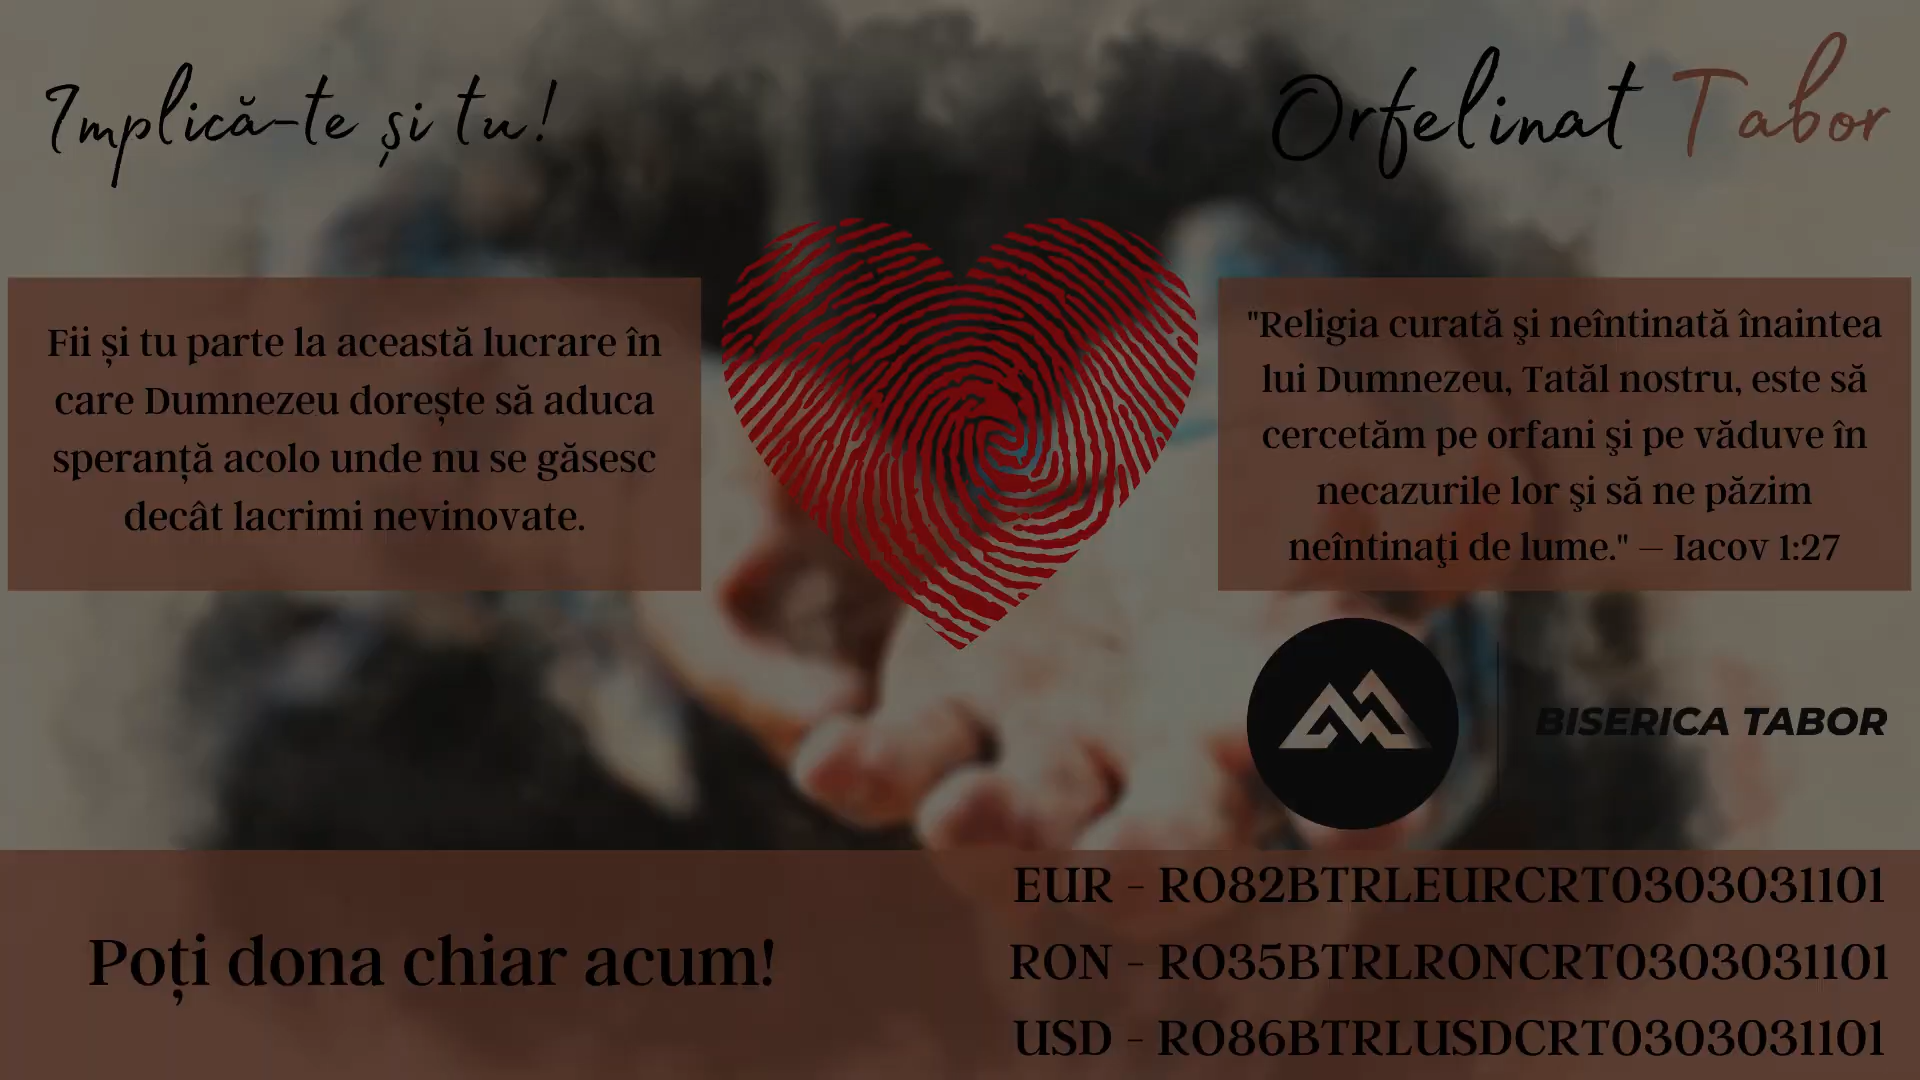 Implică-te și tu!
Orfelinat Tabor
Fii și tu parte la această lucrare în
care Dumnezeu dorește să aduca
speranță acolo unde nu se găsesc
decât lacrimi nevinovate.
"Religia curată şi neîntinată înaintea
lui Dumnezeu, Tatăl nostru, este să
cercetăm pe orfani şi pe văduve în
necazurile lor şi să ne păzim
neîntinaţi de lume." — Iacov 1:27
BISERICA TABOR
Poți dona chiar acum!
EUR - RO82BTRLEURCRT0303031101
RON - RO35BTRLRONCRT0303031101
USD - RO86BTRLUSDCRT0303031101